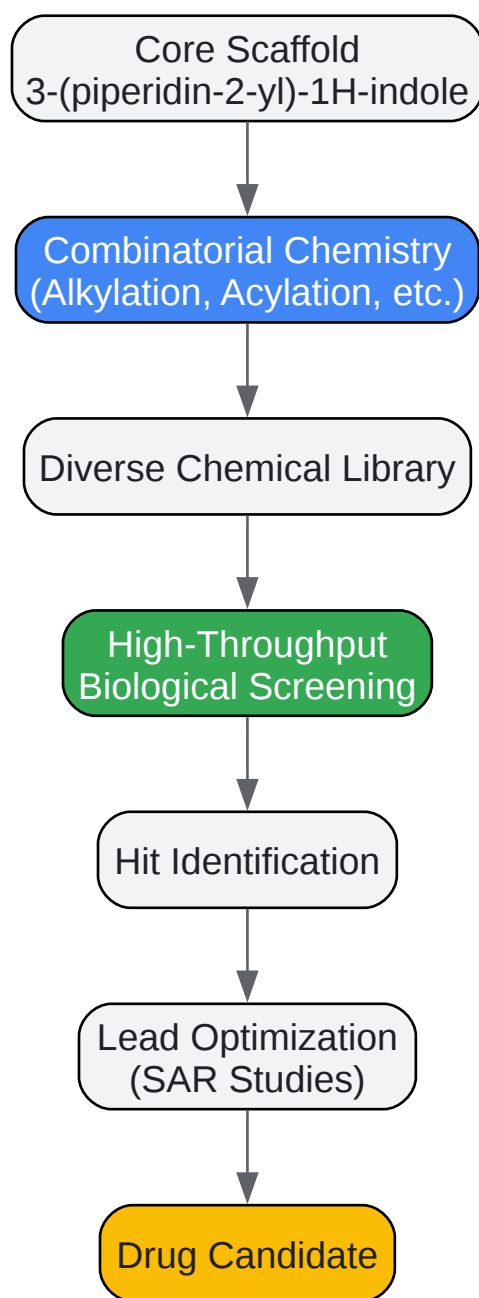 Core Scaffold
3-(piperidin-2-yl)-1H-indole
Combinatorial Chemistry
(Alkylation, Acylation, etc.)
Diverse Chemical Library
High-Throughput
Biological Screening
Hit Identification
Lead Optimization
(SAR Studies)
Drug Candidate